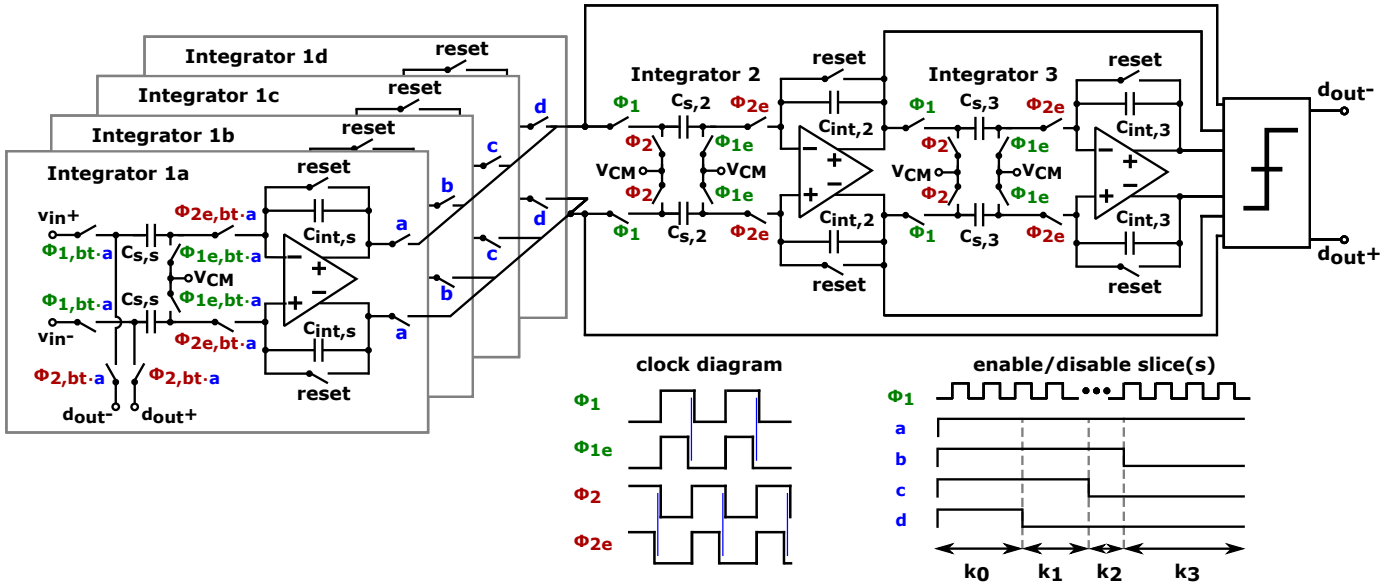 Integrator 1d
reset
Integrator 1c
reset
Integrator 1b
reset
Integrator 1a
reset
vin+
Φ1,bt·a
Cs,s
Φ2e,bt·a
Φ1e,bt·a
VCM
Cint,s
Φ1,bt·a
vin-
Cs,s
Φ1e,bt·a
Φ2e,bt·a
Cint,s
reset
Φ2,bt·a
Φ2,bt·a
dout-
dout+
a
b
c
d
a
b
c
d
Integrator 2
reset
Φ1
Cs,2
Φ2e
Φ2
Φ1e
VCM
VCM
Φ2
Φ1e
Φ1
Cs,2
Φ2e
Cint,2
Cint,2
reset
Integrator 3
reset
Φ1
Cs,3
Φ2e
Φ2
Φ1e
VCM
VCM
Φ2
Φ1e
Φ1
Cs,3
Φ2e
Cint,3
Cint,3
reset
dout-
dout+
clock diagram
Φ1
Φ1e
Φ2
Φ2e
enable/disable slice(s)
Φ1
a
b
c
d
k0
k1
k2
k3